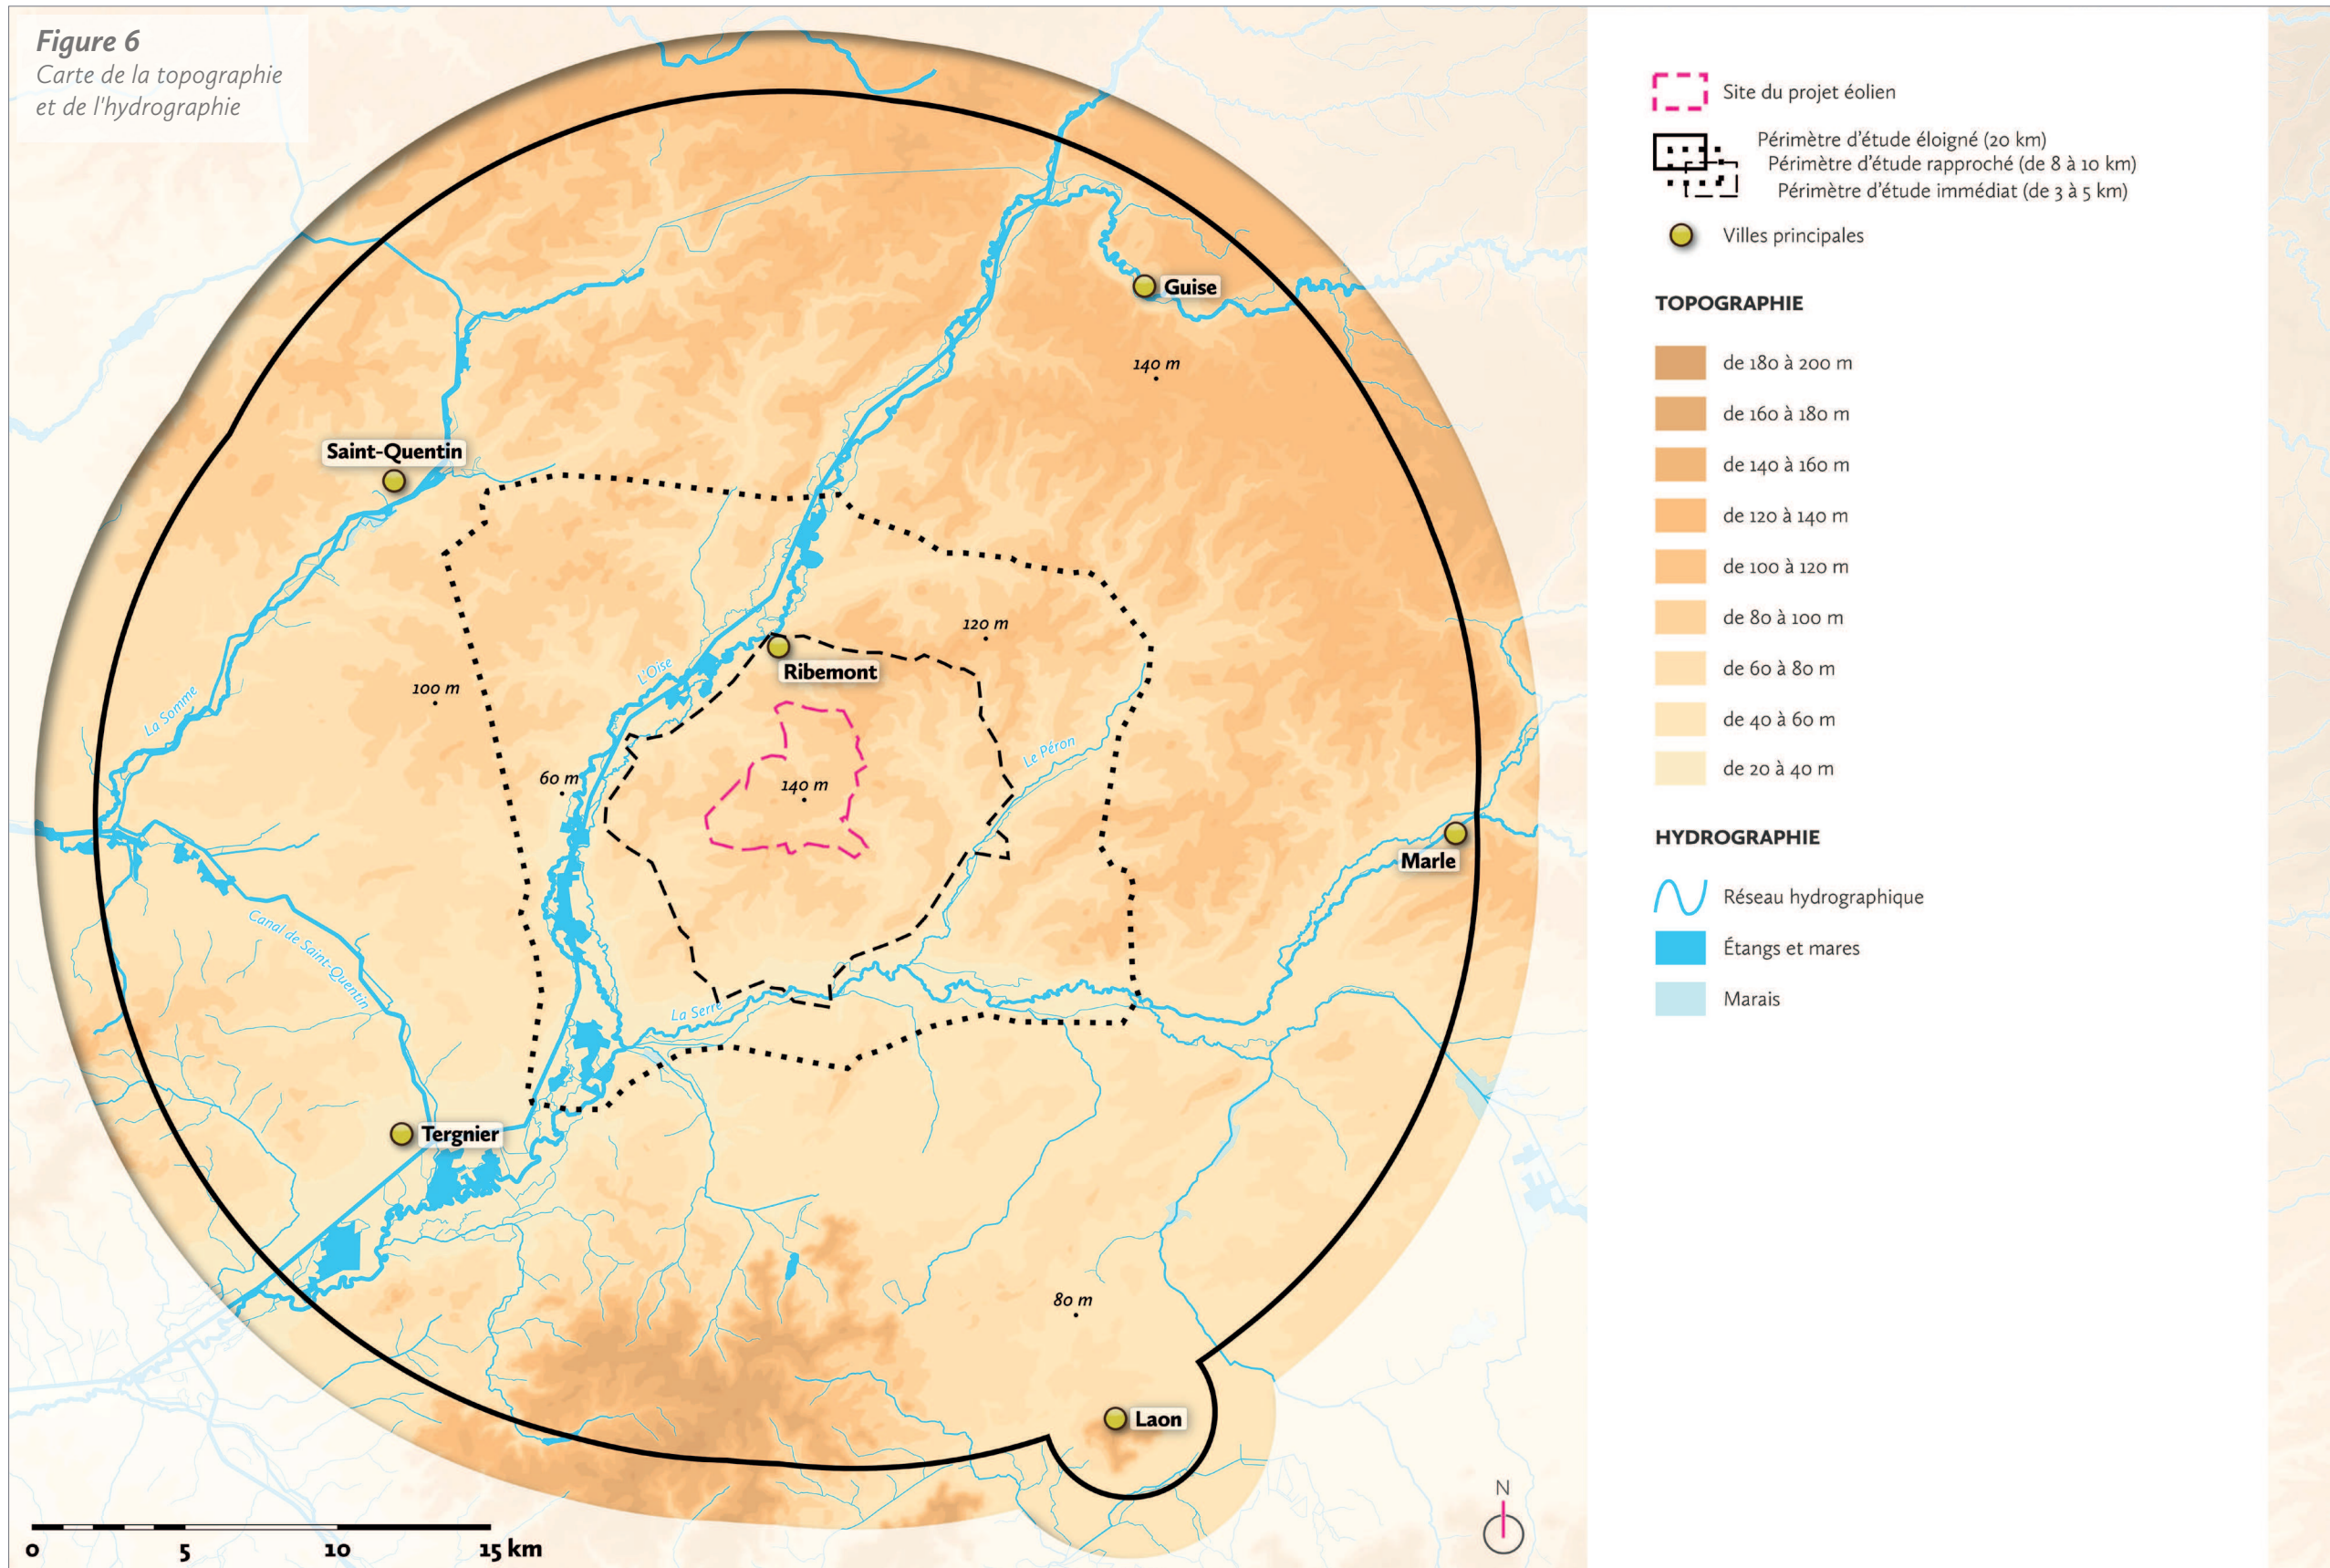 Figure 6
Carte de la topographie
et de l'hydrographie
Guise
140 m
Saint-Quentin
120 m
Ribemont
L'Oise
100 m
La Somme
Le Péron
60 m
140 m
Marle
Canal de Saint-Quentin
La Serre
Tergnier
80 m
Laon
N
0 5 10 15 km
Site du projet éolien
Périmètre d'étude éloigné (20 km)
Périmètre d'étude rapproché (de 8 à 10 km)
Périmètre d'étude immédiat (de 3 à 5 km)
Villes principales
TOPOGRAPHIE
de 180 à 200 m
de 160 à 180 m
de 140 à 160 m
de 120 à 140 m
de 100 à 120 m
de 80 à 100 m
de 60 à 80 m
de 40 à 60 m
de 20 à 40 m
HYDROGRAPHIE
Réseau hydrographique
Étangs et mares
Marais